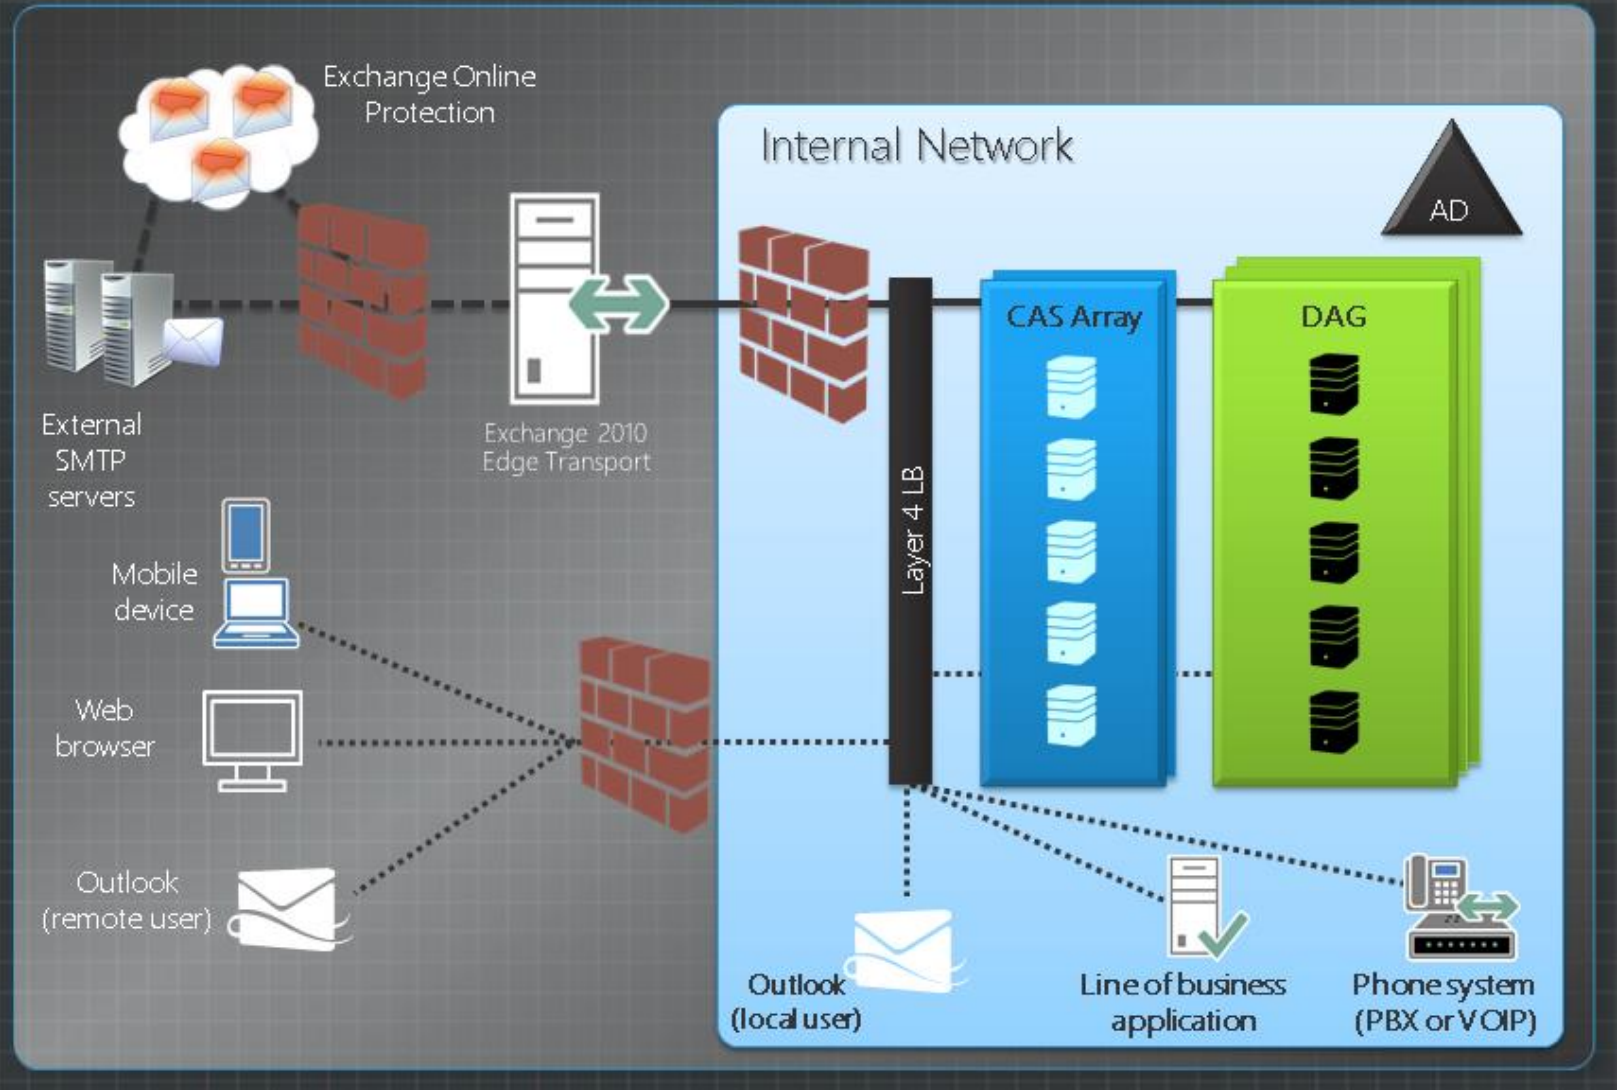 Exchange Online
Protection
Internal Network
AD
CAS Array
DAG
External
SMTP
servers
Exchange 2010
Edge Transport
Layer 4 LB
Mobile
device
Web
browser
Outlook
(remote user)
Outlook
(local user)
Line of business
application
Phone system
(PBX or VOIP)